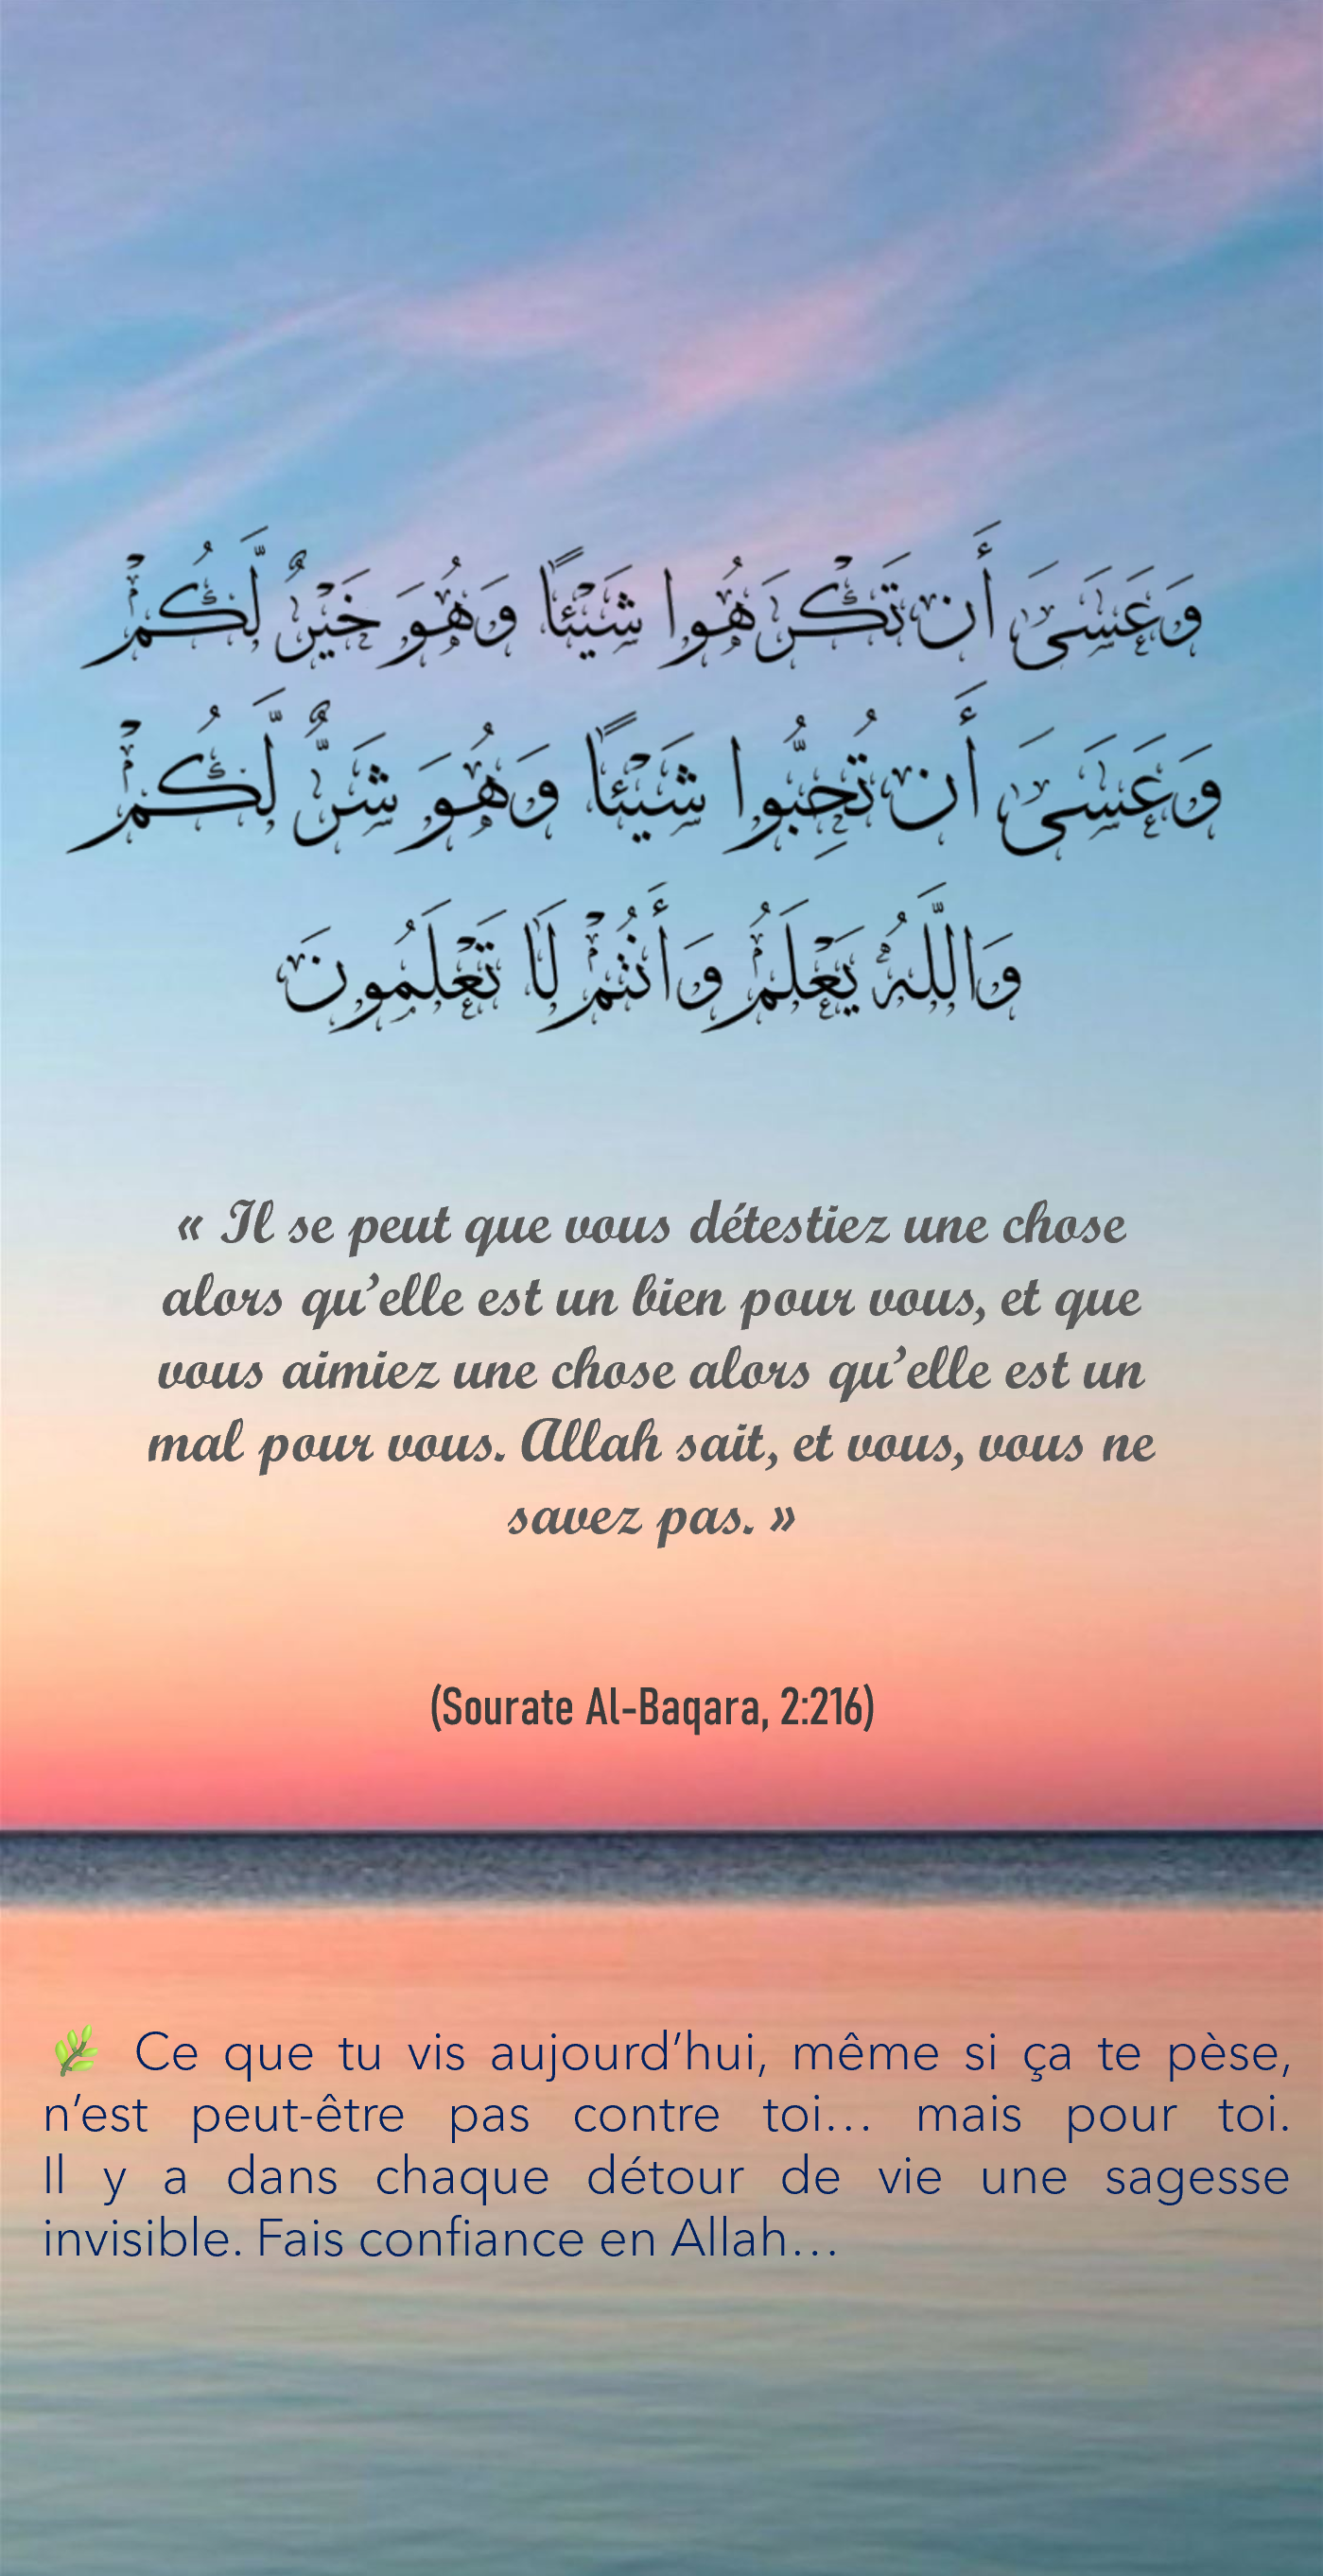 وَعَسَىٰ أَن تَكْرَهُوا شَيْئًا وَهُوَ خَيْرٌ لَّكُمْ
وَعَسَىٰ أَن تُحِبُّوا شَيْئًا وَهُوَ شَرٌّ لَّكُمْ
وَاللَّهُ يَعْلَمُ وَأَنتُمْ لَا تَعْلَمُونَ
« Il se peut que vous détestiez une chose
alors qu’elle est un bien pour vous, et que
vous aimiez une chose alors qu’elle est un
mal pour vous. Allah sait, et vous, vous ne
savez pas. »
(Sourate Al-Baqara, 2:216)
🌿 Ce que tu vis aujourd’hui, même si ça te pèse,
n’est peut-être pas contre toi… mais pour toi.
Il y a dans chaque détour de vie une sagesse
invisible. Fais confiance en Allah…